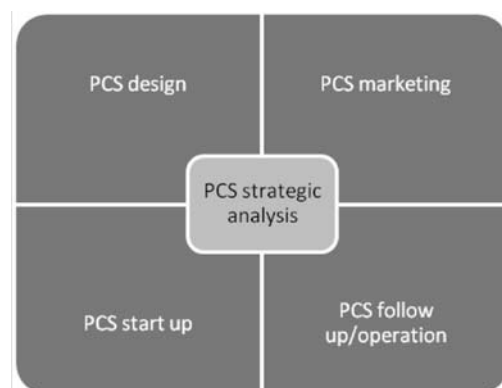 PCS design
PCS marketing
PCS strategic
analysis
PCS start up
PCS follow
up/operation